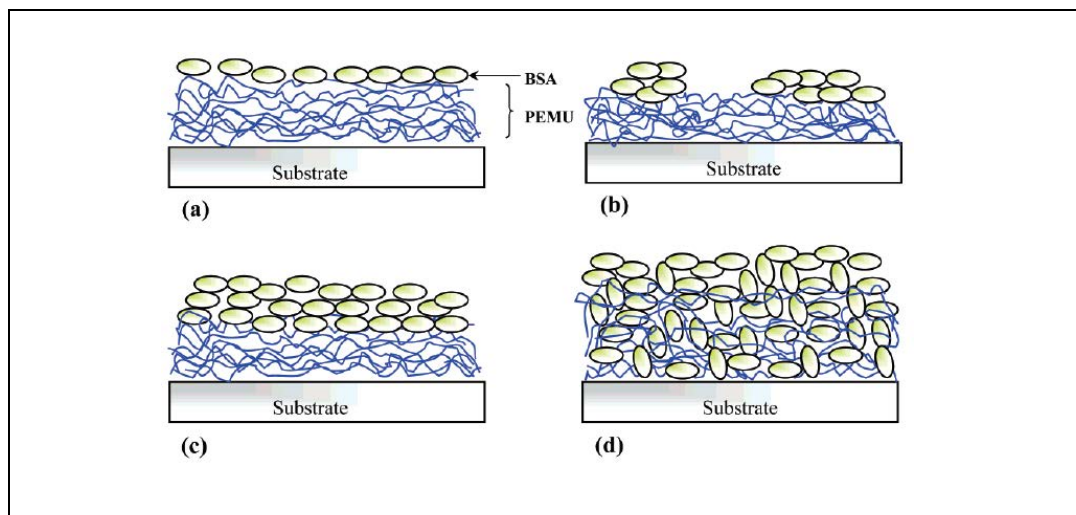 BSA
PEMU
Substrate
Substrate
(a)
(b)
Substrate
Substrate
(c)
(d)